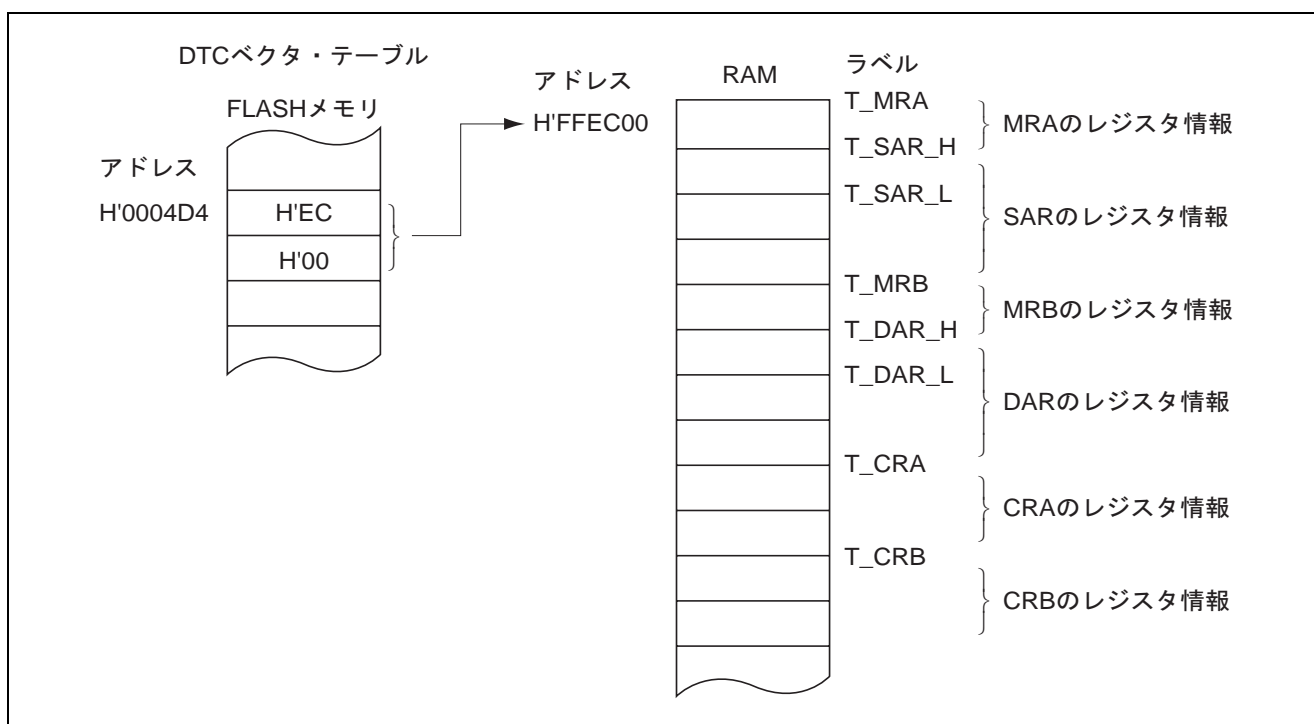 DTCベクタ・テーブル
FLASHメモリ
アドレス
H'0004D4
H'EC
H'00
アドレス
H'FFEC00
RAM
ラベル
T_MRA
MRAのレジスタ情報
T_SAR_H
T_SAR_L
SARのレジスタ情報
T_MRB
MRBのレジスタ情報
T_DAR_H
T_DAR_L
DARのレジスタ情報
T_CRA
CRAのレジスタ情報
T_CRB
CRBのレジスタ情報